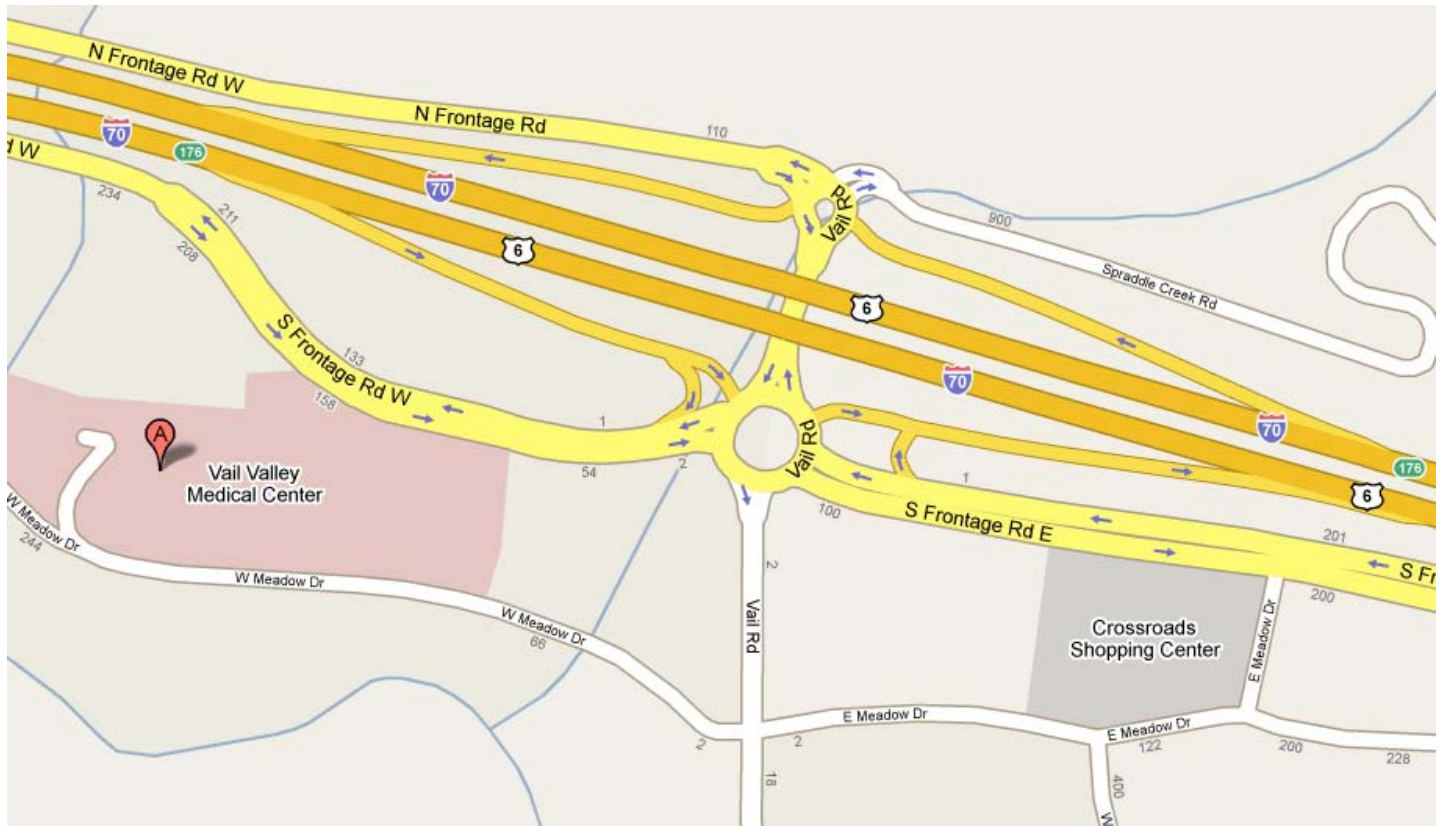 N Frontage Rd W
N Frontage Rd
110
70
176
70
d W
234
211
208
6
Vail Rd
900
Spraddle Creek Rd
6
S Frontage Rd W
133
158
70
70
1
54
2
Vail Rd
1
176
6
A
Vail Valley
Medical Center
100
S Frontage Rd E
201
S Fr
200
W Meadow Dr
244
W Meadow Dr
2
Vail Rd
W Meadow Dr
66
Crossroads
Shopping Center
E Meadow Dr
2
E Meadow Dr
2
E Meadow Dr
122
200
228
18
400
W